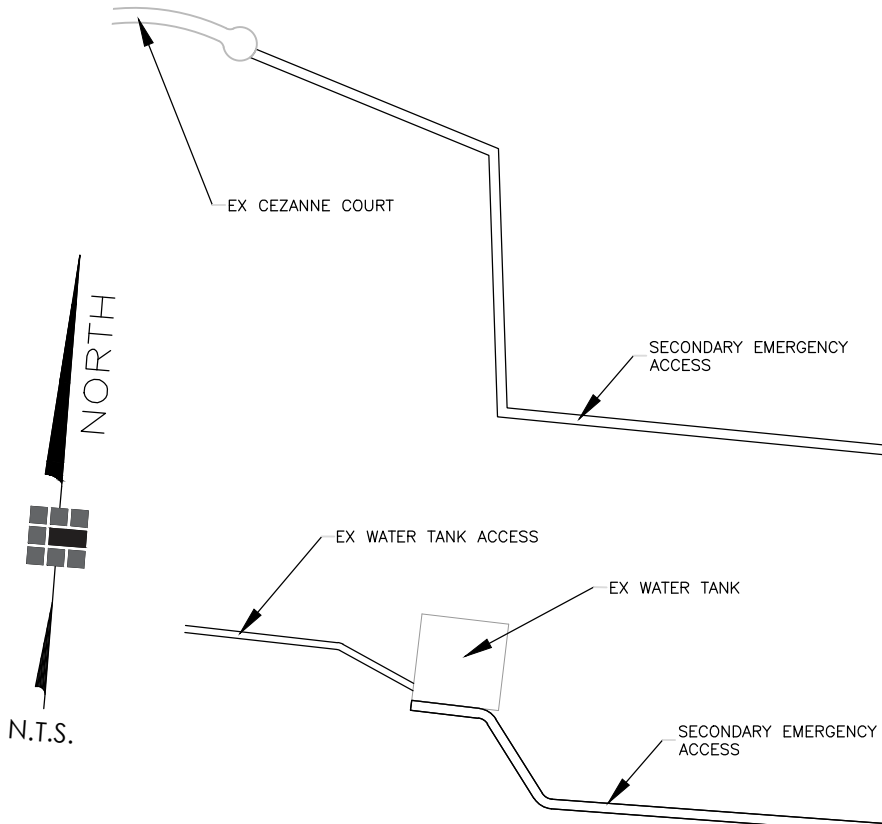 EX CEZANNE COURT
NORTH
SECONDARY EMERGENCY
ACCESS
EX WATER TANK ACCESS
EX WATER TANK
N.T.S.
SECONDARY EMERGENCY
ACCESS